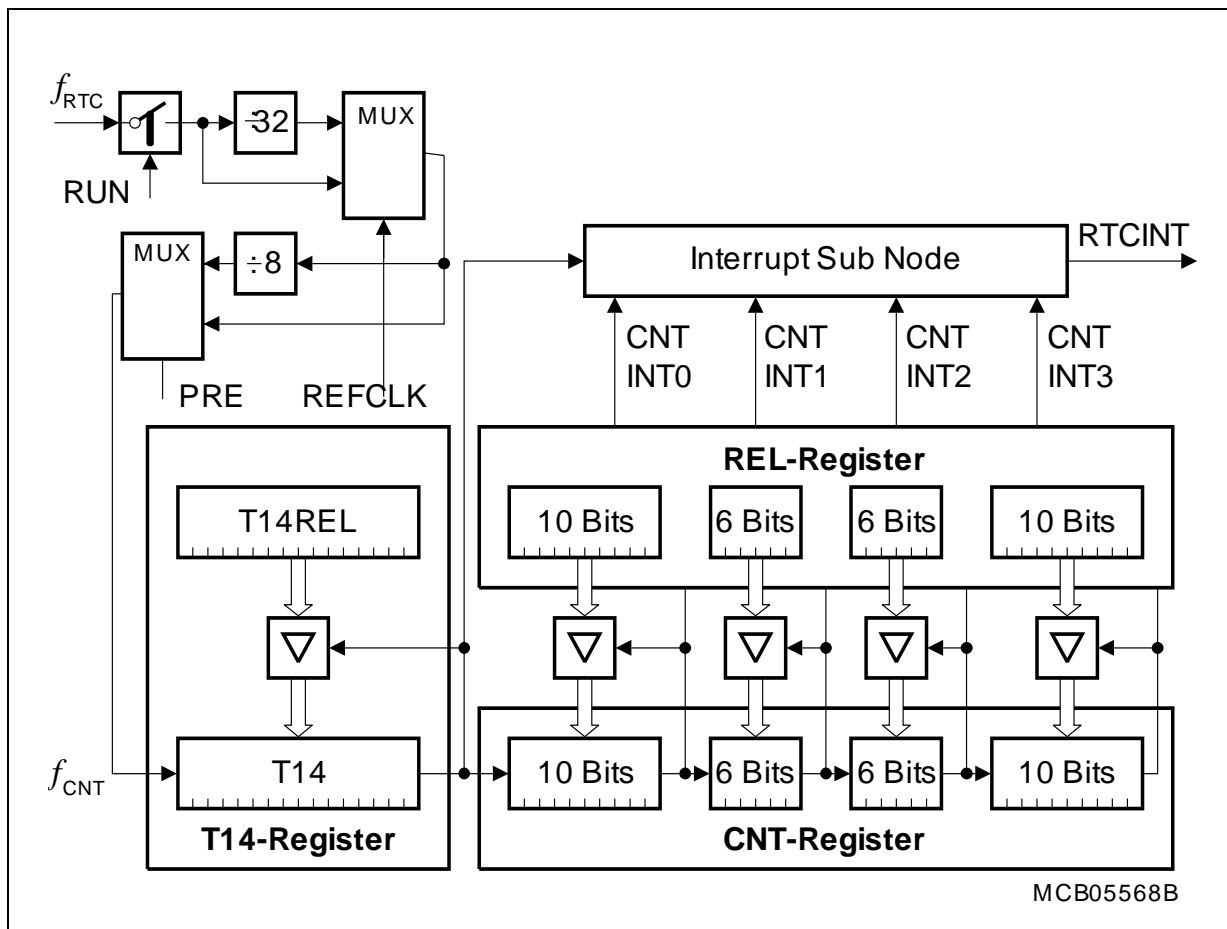 fRTC
÷32
MUX
RUN
MUX
÷8
Interrupt Sub Node
RTCINT
CNT INT0
CNT INT1
CNT INT2
CNT INT3
PRE
REFCLK
REL-Register
T14REL
10 Bits
6 Bits
6 Bits
10 Bits
fCNT
T14
10 Bits
6 Bits
6 Bits
10 Bits
T14-Register
CNT-Register
MCB05568B